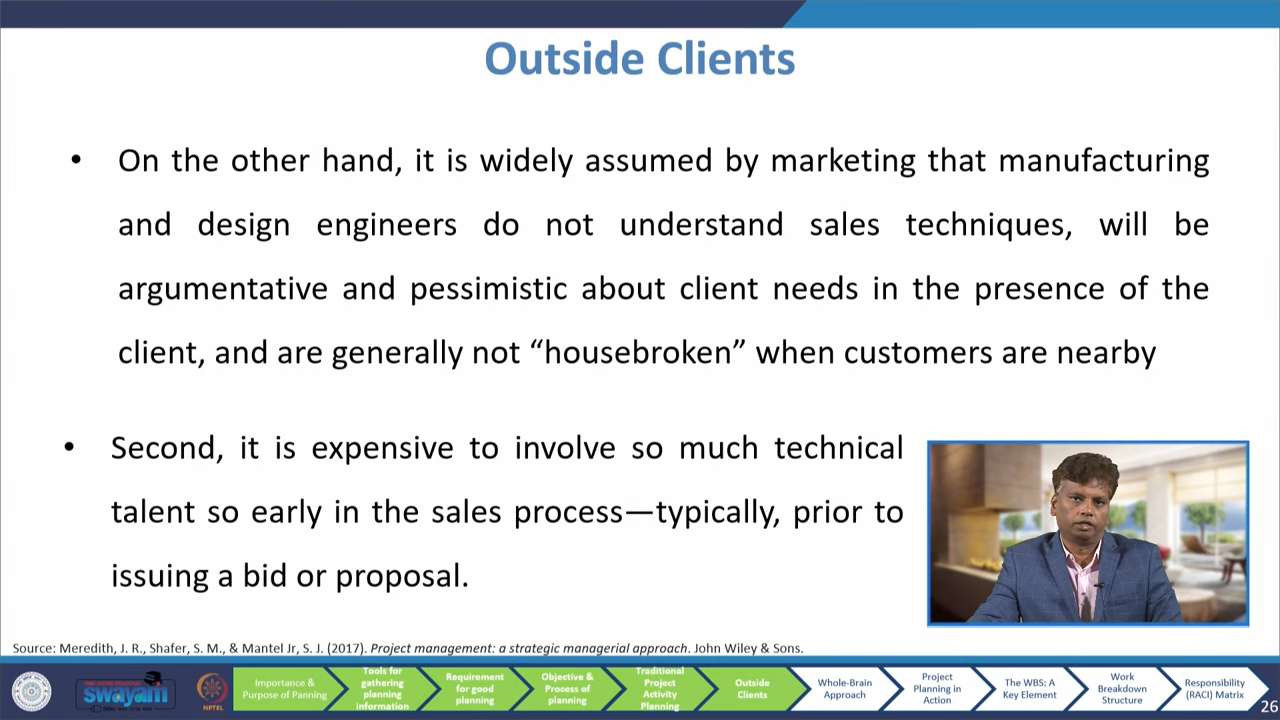 Outside Clients
• On the other hand, it is widely assumed by marketing that manufacturing
and design engineers do not understand sales techniques, will be
argumentative and pessimistic about client needs in the presence of the
client, and are generally not “housebroken” when customers are nearby
• Second, it is expensive to involve so much technical
talent so early in the sales process—typically, prior to
issuing a bid or proposal.
Source: Meredith, J. R., Shafer, S. M., & Mantel Jr, S. J. (2017). Project management: a strategic managerial approach. John Wiley & Sons.
swayam
NPTEL
Importance &
Purpose of Panning
Tools for
gathering
planning
information
Requirement
for good
planning
Objective &
Process of
planning
Traditional
Project
Activity
Planning
Outside
Clients
Whole-Brain
Approach
Project
Planning in
Action
The WBS: A
Key Element
Work
Breakdown
Structure
Responsibility
(RACI) Matrix
26